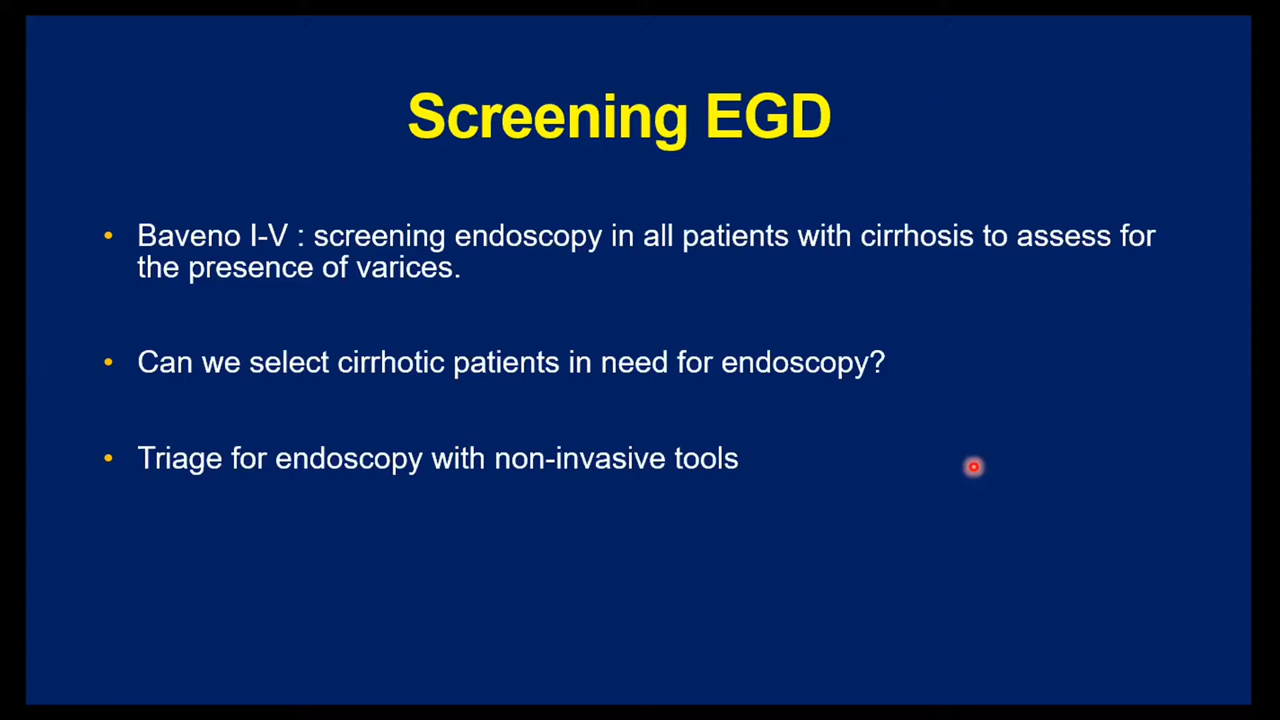 Screening EGD
• Baveno I-V : screening endoscopy in all patients with cirrhosis to assess for
the presence of varices.
• Can we select cirrhotic patients in need for endoscopy?
• Triage for endoscopy with non-invasive tools